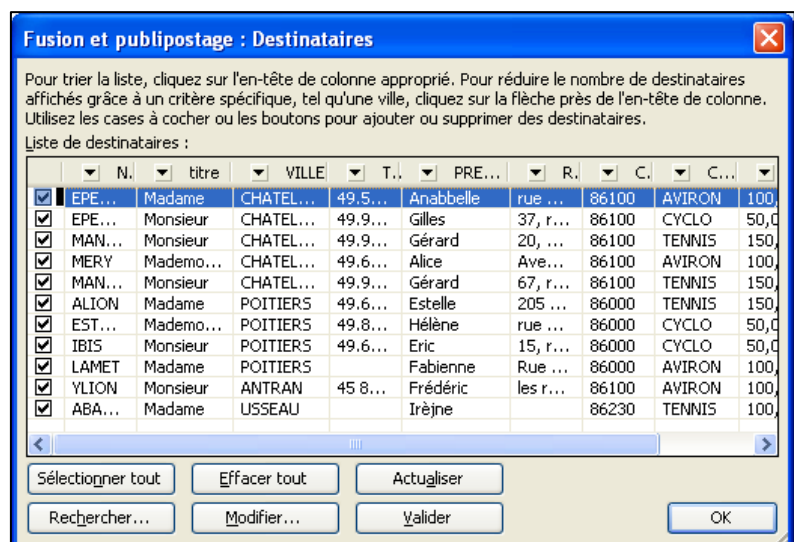 Fusion et publipostage : Destinataires
Pour trier la liste, cliquez sur l'en-tête de colonne approprié. Pour réduire le nombre de destinataires
affichés grâce à un critère spécifique, tel qu'une ville, cliquez sur la flèche près de l'en-tête de colonne.
Utilisez les cases à cocher ou les boutons pour ajouter ou supprimer des destinataires.
Liste de destinataires :
N. titre VILLE T.. PRE... R. C. C...
EPE... Madame CHATEL... 49.5... Anabbelle rue ... 86100 AVIRON 100,
EPE... Monsieur CHATEL... 49.9... Gilles 37, r... 86100 CYCLO 50,0
MAN... Monsieur CHATEL... 49.9... Gérard 20, ... 86100 TENNIS 150,
MERY Mademo... CHATEL... 49.6... Alice Ave... 86100 AVIRON 100,
MAN... Monsieur CHATEL... 49.9... Gérard 67, r... 86100 TENNIS 150,
ALION Madame POITIERS 49.6... Estelle 205 ... 86000 TENNIS 150,
EST... Mademo... POITIERS 49.8... Hélène rue ... 86000 CYCLO 50,0
IBIS Monsieur POITIERS 49.6... Eric 15, r... 86000 CYCLO 50,0
LAMET Madame POITIERS Fabienne Rue ... 86000 AVIRON 100,
YLION Monsieur ANTRAN 45 8... Frédéric les r... 86100 AVIRON 100,
ABA... Madame USSEAU Irèjne 86230 TENNIS 100,
Sélectionner tout Effacer tout Actualiser
Rechercher... Modifier... Valider OK